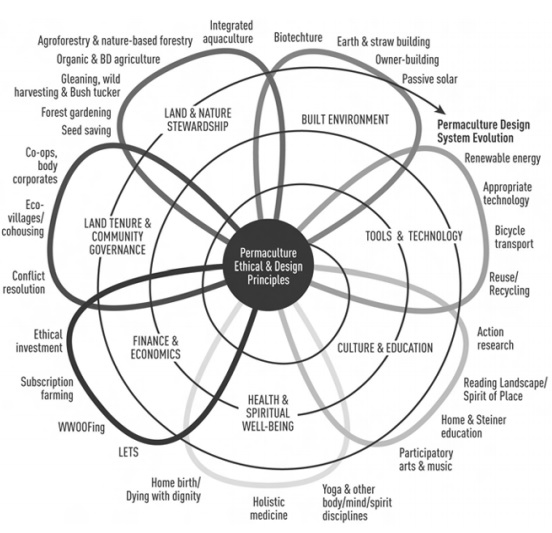 Integrated
aquaculture
Agroforestry & nature-based forestry
Organic & BD agriculture
Gleaning, wild
harvesting & Bush tucker
Forest gardening
Seed saving
Biotechture
Earth & straw building
Owner-building
Passive solar
Permaculture Design
System Evolution
LAND & NATURE
STEWARDSHIP
BUILT ENVIRONMENT
Renewable energy
Appropriate
technology
Bicycle
transport
Reuse/
Recycling
Co-ops,
body
corporates
Eco-
villages/
cohousing
Conflict
resolution
LAND TENURE &
COMMUNITY
GOVERNANCE
TOOLS & TECHNOLOGY
Permaculture
Ethical & Design
Principles
Ethical
investment
Subscription
farming
WWOOFing
LETS
FINANCE &
ECONOMICS
CULTURE & EDUCATION
Action
research
Reading Landscape/
Spirit of Place
Home & Steiner
education
Participatory
arts & music
HEALTH &
SPIRITUAL
WELL-BEING
Home birth/
Dying with dignity
Holistic
medicine
Yoga & other
body/mind/spirit
disciplines